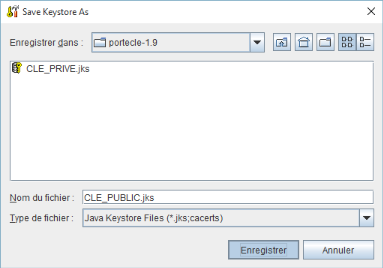 Save Keystore As
Enregistrer dans : portecle-1.9
CLE_PRIVE.jks
Nom du fichier : CLE_PUBLIC.jks
Type de fichier : Java Keystore Files (*.jks;cacerts)
Enregistrer Annuler